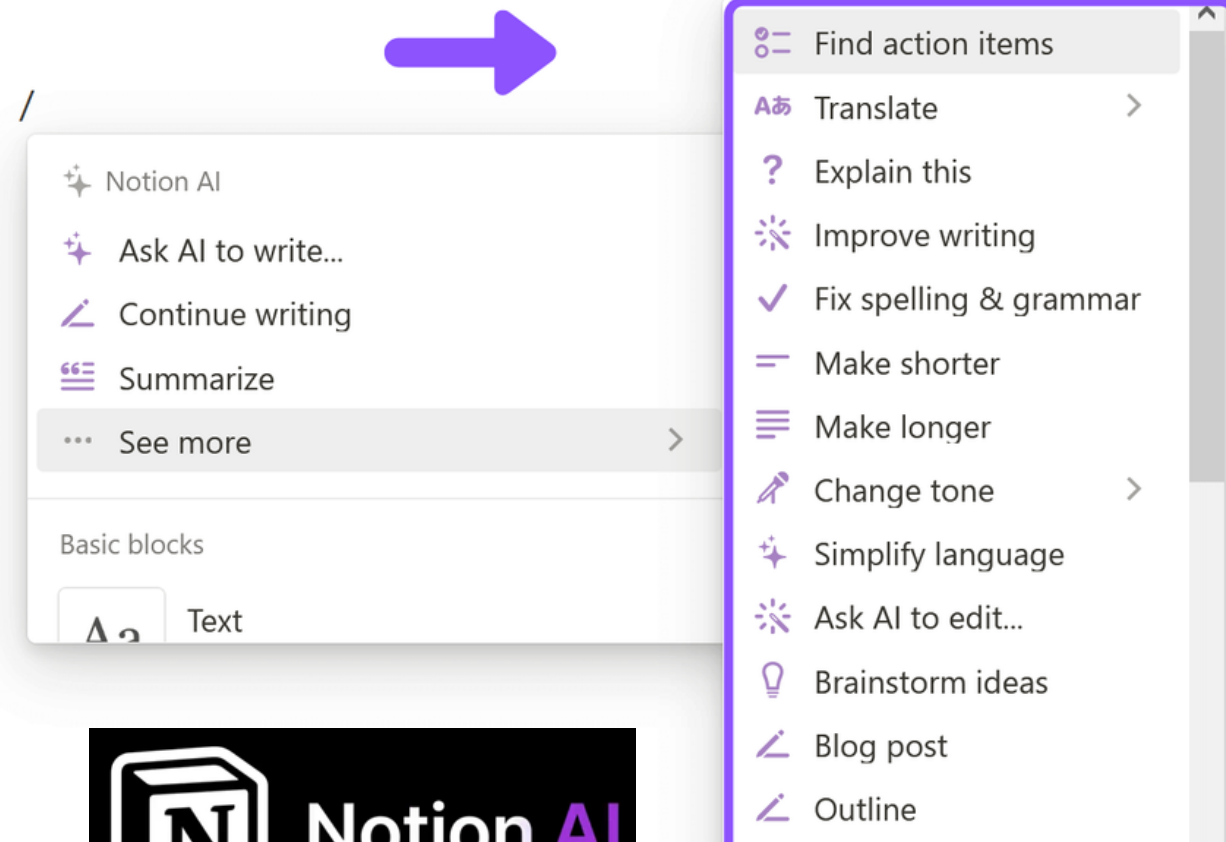 /
Notion AI
Ask AI to write...
Continue writing
Summarize
See more
Basic blocks
Aa
Text
Find action items
Aあ
Translate
?
Explain this
Improve writing
Fix spelling & grammar
Make shorter
Make longer
Change tone
Simplify language
Ask AI to edit...
Brainstorm ideas
Blog post
Outline
N
Notion AI